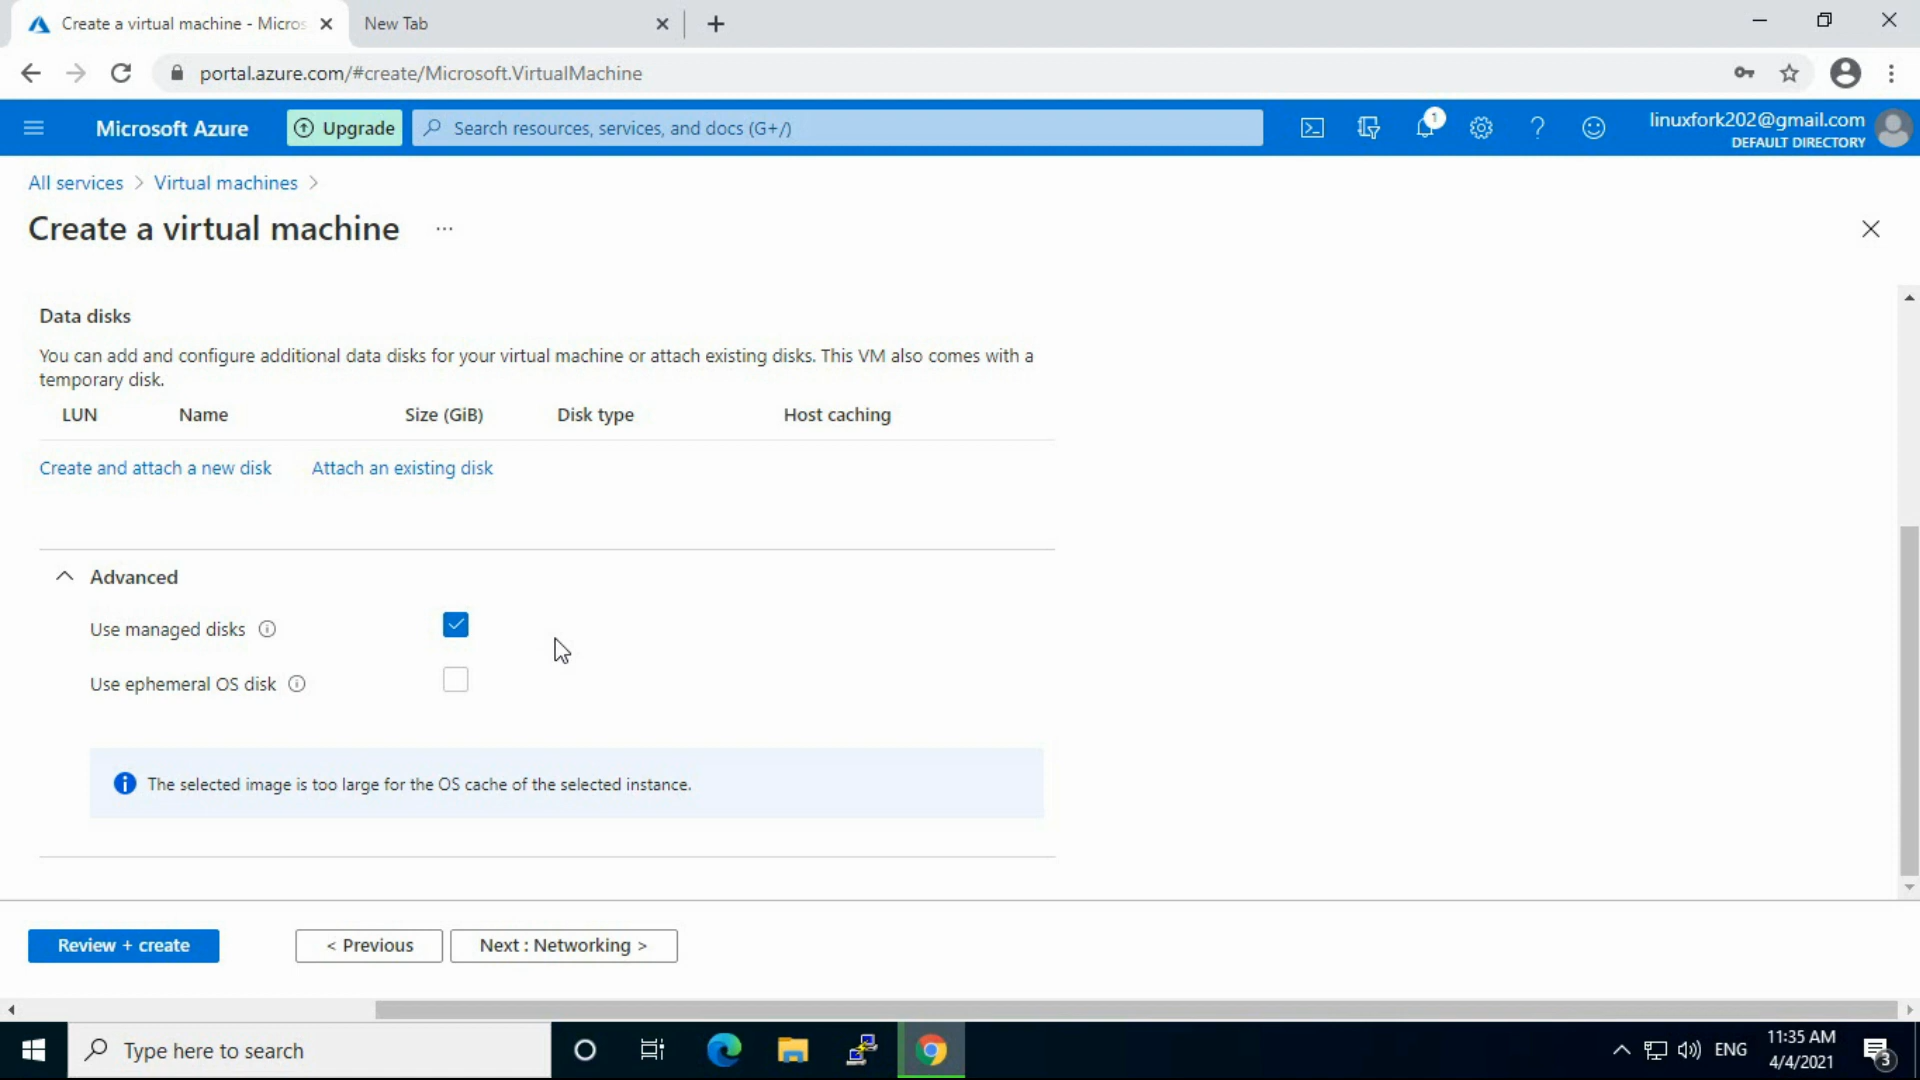 Create a virtual machine - Micros
New Tab
portal.azure.com/#create/Microsoft.VirtualMachine
Microsoft Azure
Upgrade
Search resources, services, and docs (G+/)
1
linuxfork202@gmail.com
DEFAULT DIRECTORY
All services > Virtual machines >
Create a virtual machine ...
Data disks
You can add and configure additional data disks for your virtual machine or attach existing disks. This VM also comes with a
temporary disk.
LUN Name Size (GiB) Disk type Host caching
Create and attach a new disk Attach an existing disk
Advanced
Use managed disks
Use ephemeral OS disk
The selected image is too large for the OS cache of the selected instance.
Review + create < Previous Next : Networking >
Type here to search
ENG
11:35 AM
4/4/2021
3